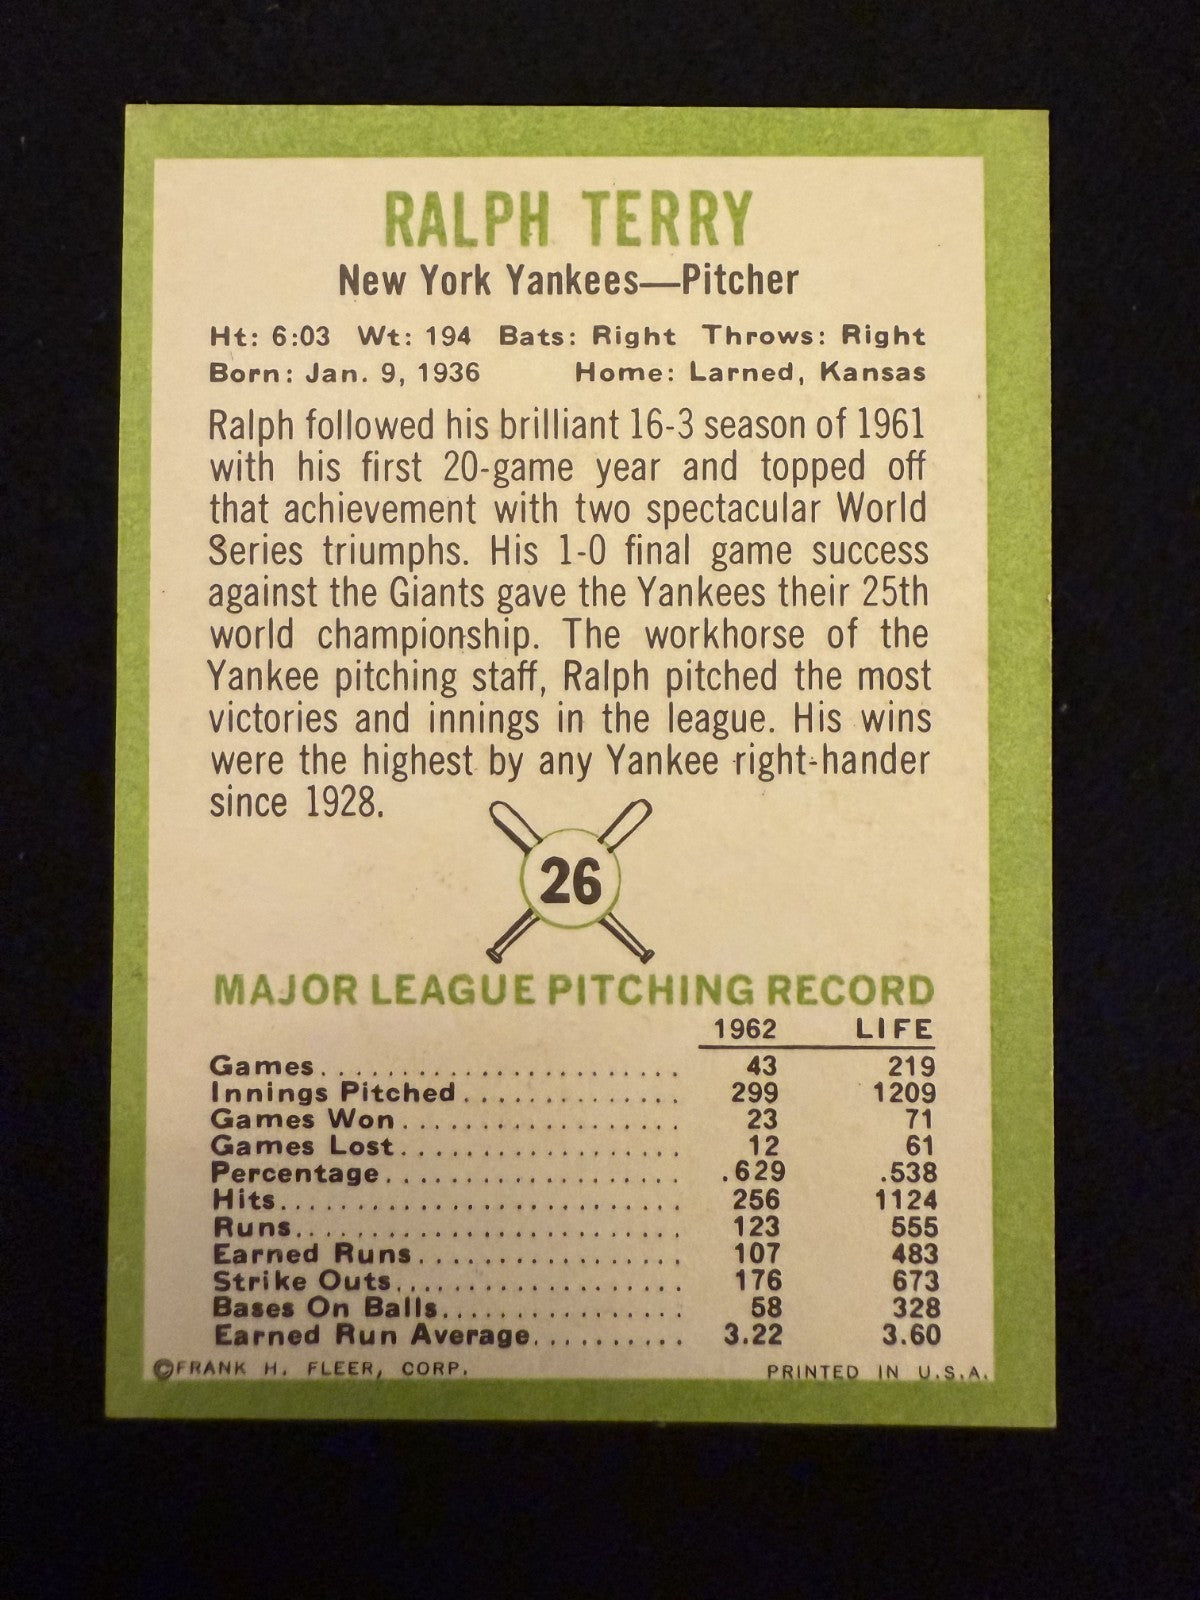 RALPH TERRY
New York Yankees—Pitcher
Ht: 6:03 Wt: 194 Bats: Right Throws: Right
Born: Jan. 9, 1936 Home: Larned, Kansas
Ralph followed his brilliant 16-3 season of 1961
with his first 20-game year and topped off
that achievement with two spectacular World
Series triumphs. His 1-0 final game success
against the Giants gave the Yankees their 25th
world championship. The workhorse of the
Yankee pitching staff, Ralph pitched the most
victories and innings in the league. His wins
were the highest by any Yankee right-hander
since 1928.
26
MAJOR LEAGUE PITCHING RECORD
1962 LIFE
Games....................... 43 219
Innings Pitched.............. 299 1209
Games Won.................. 23 71
Games Lost.................. 12 61
Percentage................... .629 .538
Hits.......................... 256 1124
Runs......................... 123 555
Earned Runs................. 107 483
Strike Outs................... 176 673
Bases On Balls............... 58 328
Earned Run Average.......... 3.22 3.60
©FRANK H. FLEER, CORP. PRINTED IN U.S.A.